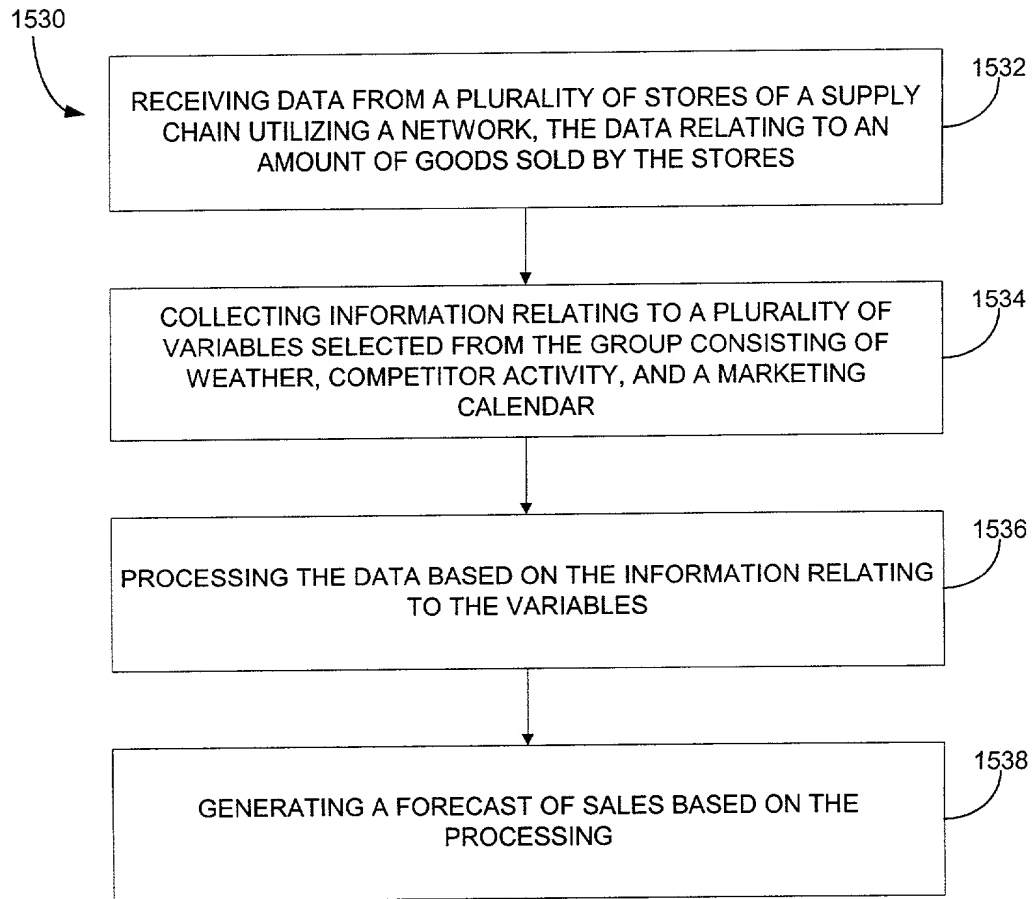 1530
1532
RECEIVING DATA FROM A PLURALITY OF STORES OF A SUPPLY
CHAIN UTILIZING A NETWORK, THE DATA RELATING TO AN
AMOUNT OF GOODS SOLD BY THE STORES
1534
COLLECTING INFORMATION RELATING TO A PLURALITY OF
VARIABLES SELECTED FROM THE GROUP CONSISTING OF
WEATHER, COMPETITOR ACTIVITY, AND A MARKETING
CALENDAR
1536
PROCESSING THE DATA BASED ON THE INFORMATION RELATING
TO THE VARIABLES
1538
GENERATING A FORECAST OF SALES BASED ON THE
PROCESSING